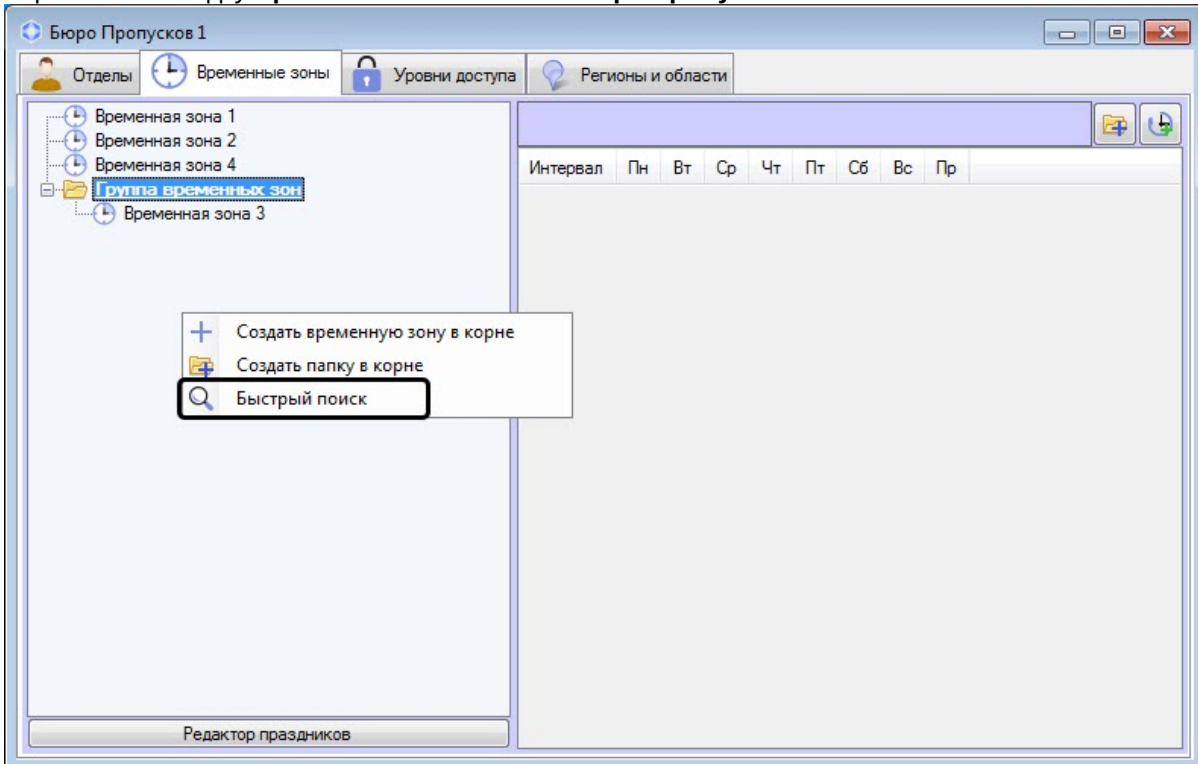 Бюро Пропусков 1
Отделы Временные зоны Уровни доступа Регионы и области
Временная зона 1
Временная зона 2
Временная зона 4
Группа временных зон
Временная зона 3
Интервал Пн Вт Ср Чт Пт Сб Вс Пр
Создать временную зону в корне
Создать папку в корне
Быстрый поиск
Редактор праздников